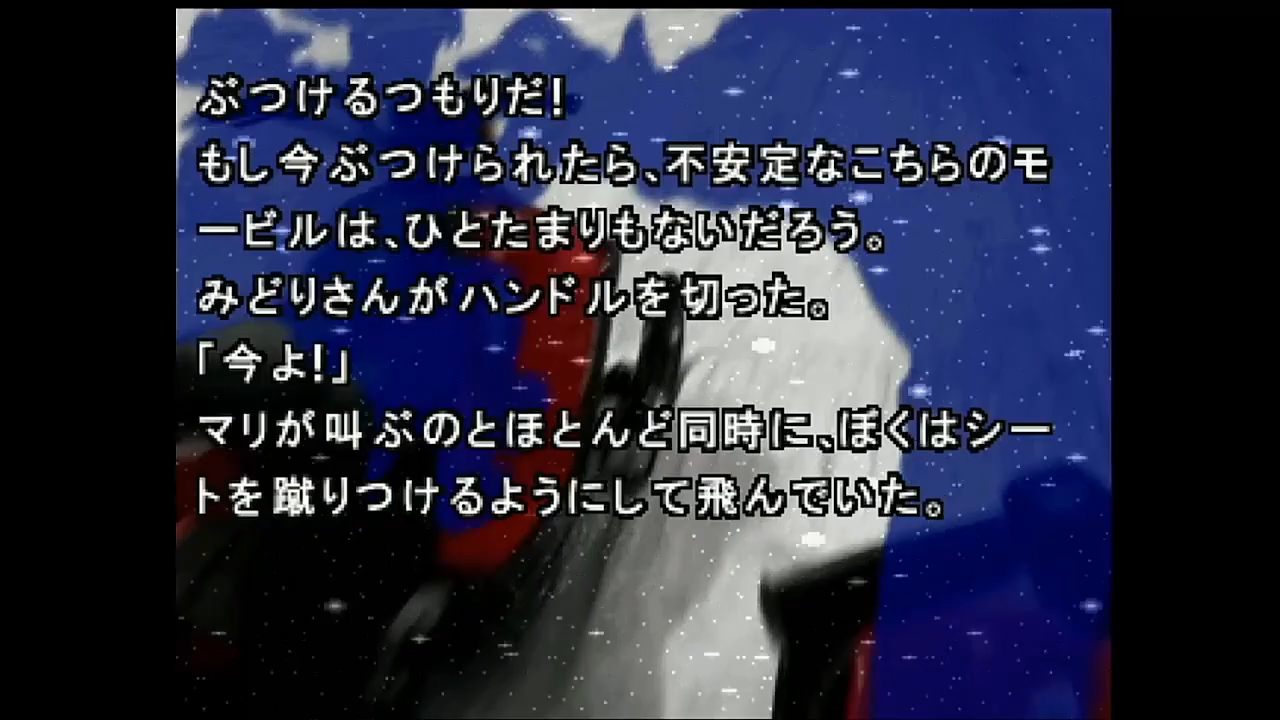 ぶつけるつもりだ!
もし今ぶつけられたら、不安定なこちらのモ
ービルは、ひとたまりもないだろう。
みどりさんがハンドルを切った。
「今よ!」
マリが叫ぶのとほとんど同時に、ぼくはシー
トを蹴りつけるようにして飛んでいた。